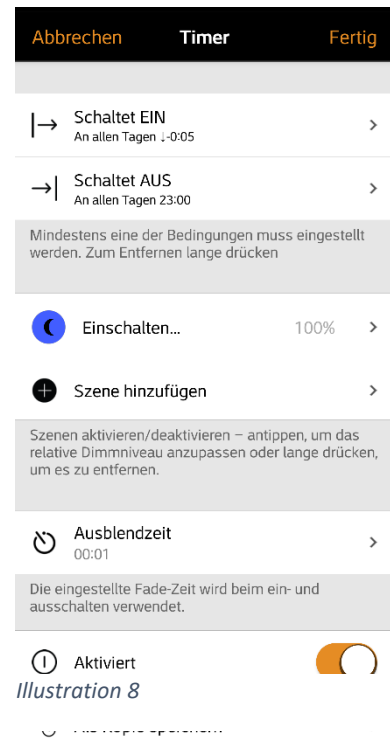 Abbrechen Timer Fertig
Schaltet EIN
An allen Tagen ↓-0:05
Schaltet AUS
An allen Tagen 23:00
Mindestens eine der Bedingungen muss eingestellt
werden. Zum Entfernen lange drücken
Einschalten... 100%
Szene hinzufügen
Szenen aktivieren/deaktivieren – antippen, um das
relative Dimmniveau anzupassen oder lange drücken,
um es zu entfernen.
Ausblendzeit
00:01
Die eingestellte Fade-Zeit wird beim ein- und
ausschalten verwendet.
Aktiviert
Illustration 8